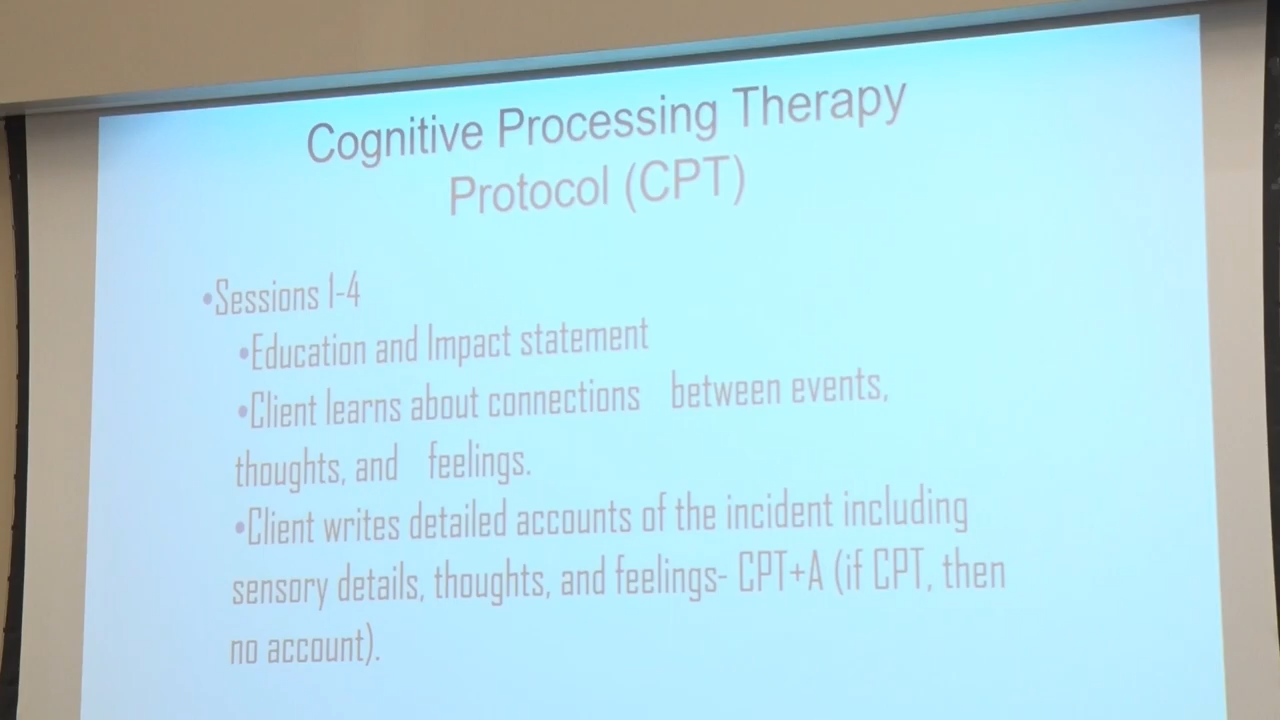 Cognitive Processing Therapy
Protocol (CPT)
•Sessions 1-4
•Education and Impact statement
•Client learns about connections between events,
thoughts, and feelings.
•Client writes detailed accounts of the incident including
sensory details, thoughts, and feelings- CPT+A (if CPT, then
no account).